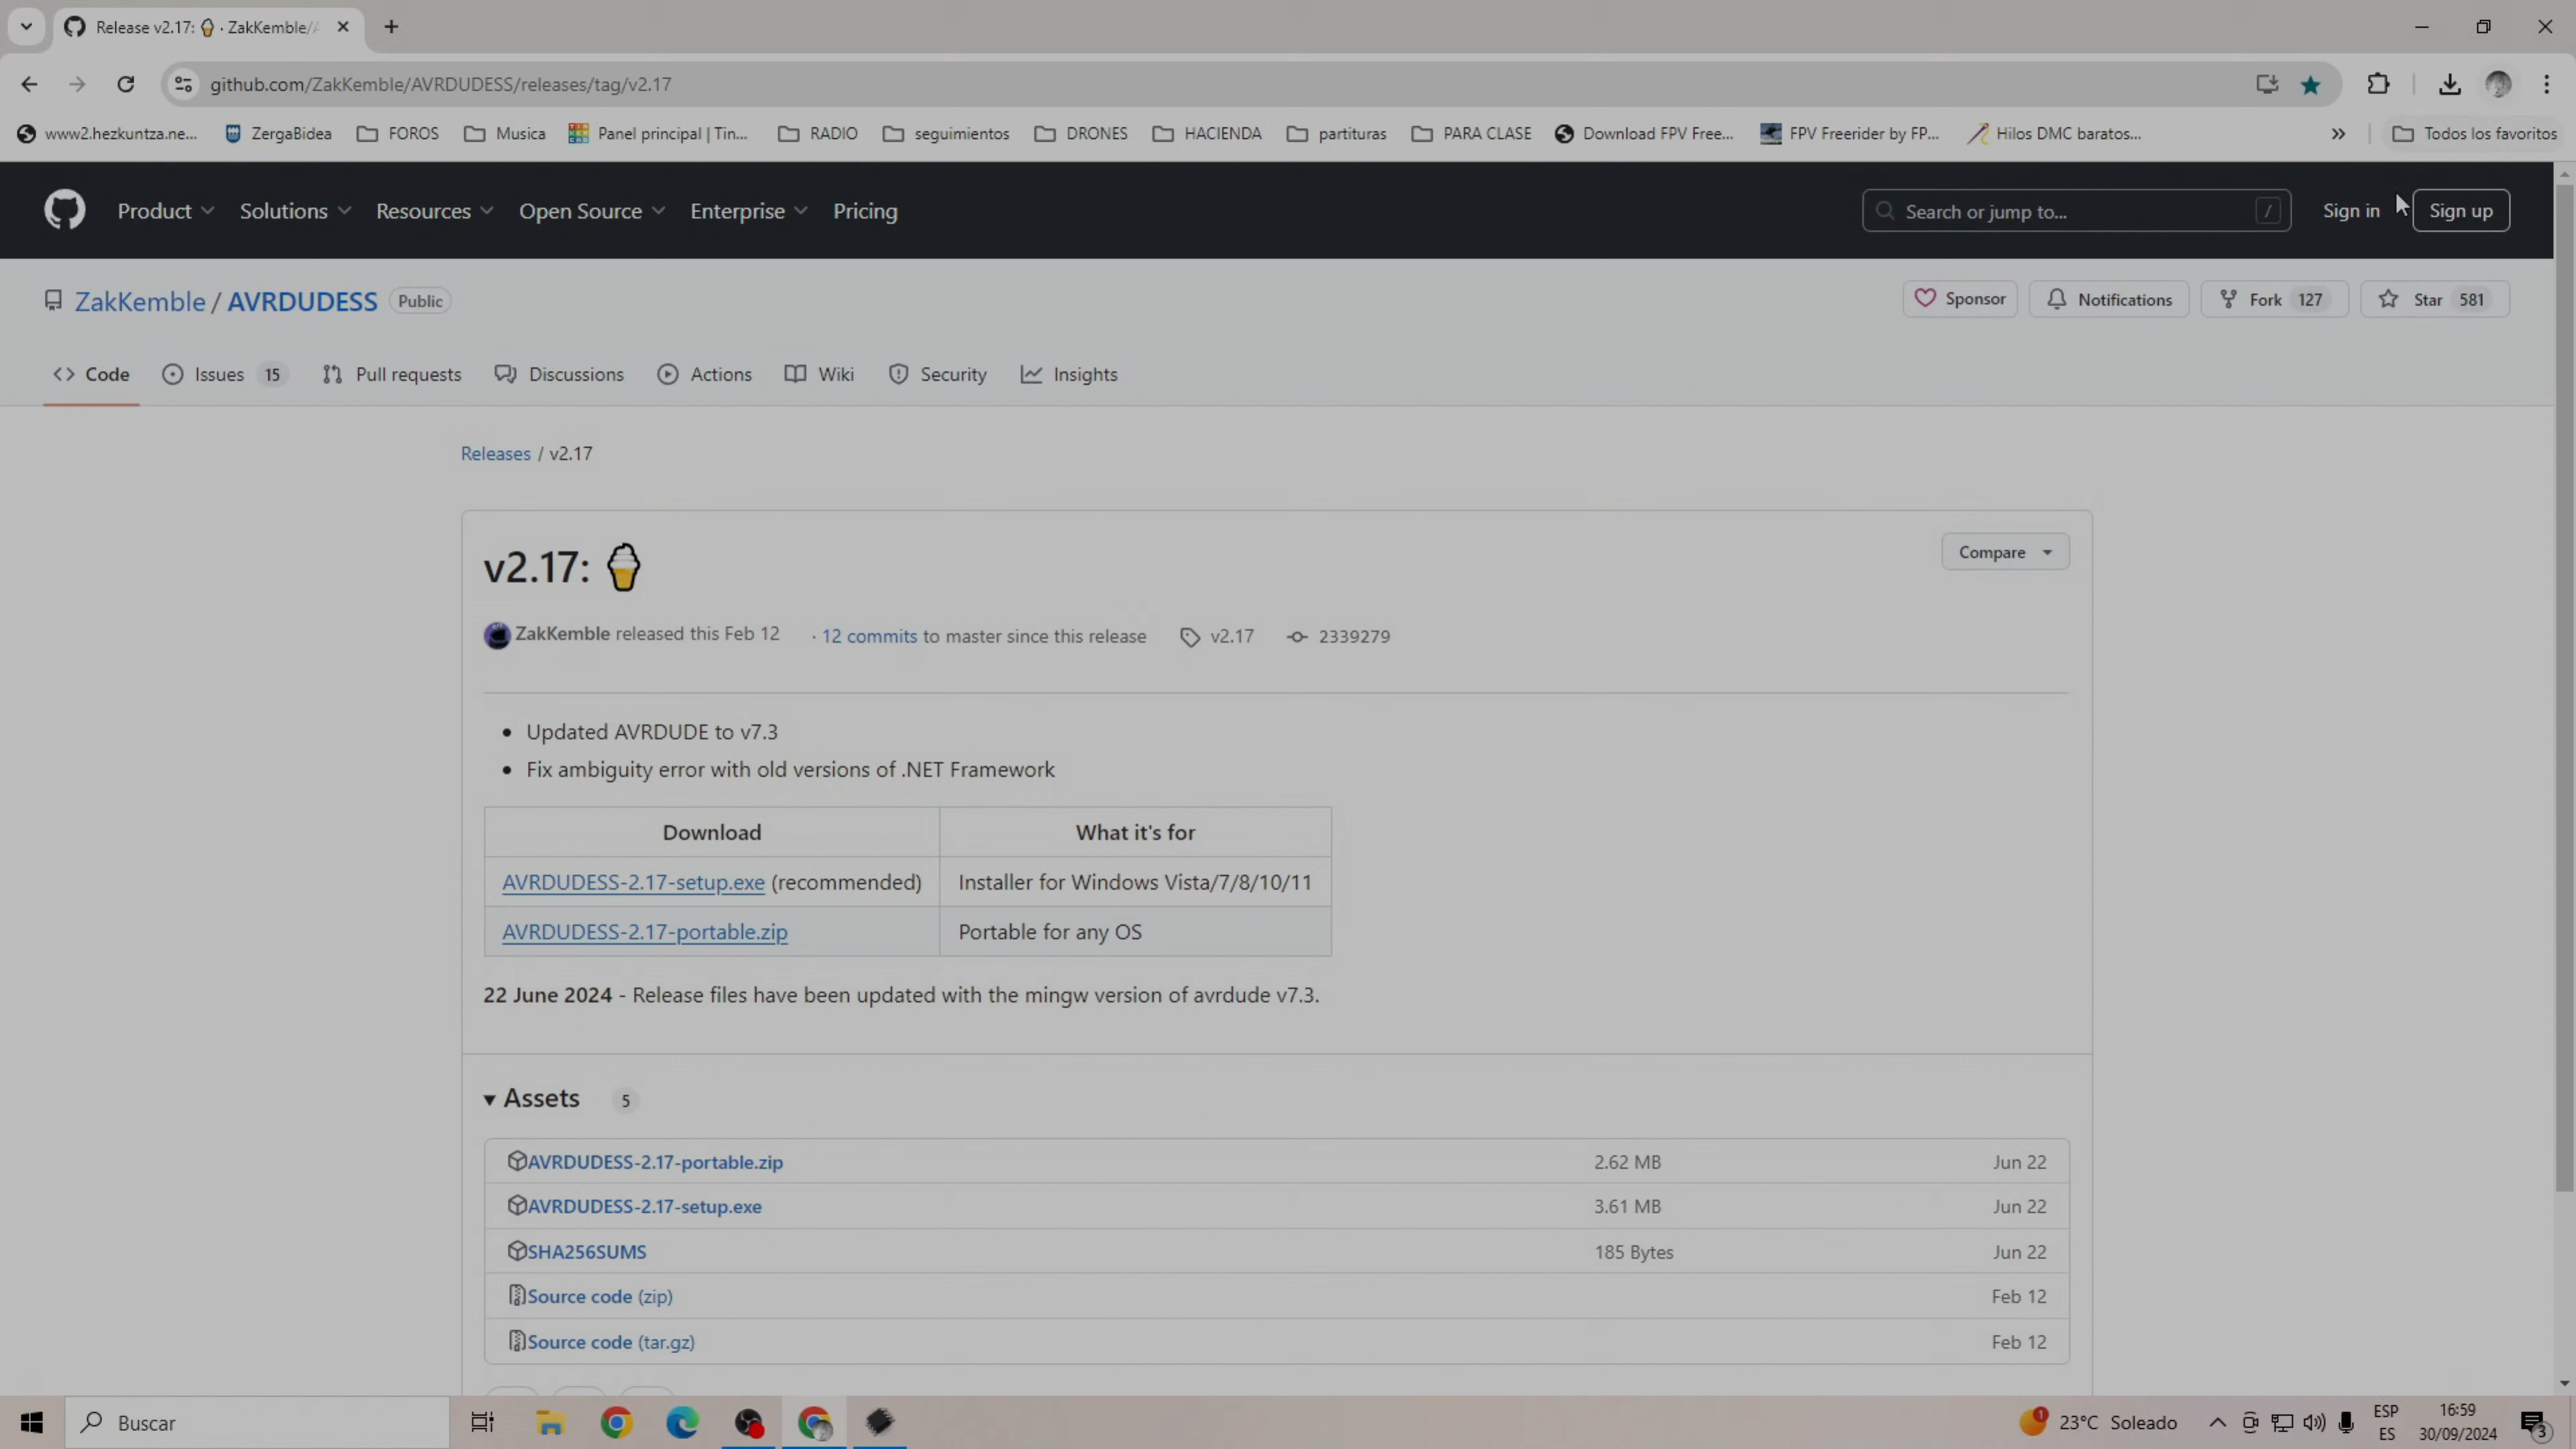 Release v2.17: 🍦 · ZakKemble/A
github.com/ZakKemble/AVRDUDESS/releases/tag/v2.17
www2.hezkuntza.ne... ZergaBidea FOROS Musica Panel principal | Tin... RADIO seguimientos DRONES HACIENDA partituras PARA CLASE Download FPV Free... FPV Freerider by FP... Hilos DMC baratos... » Todos los favoritos
Product Solutions Resources Open Source Enterprise Pricing Search or jump to... / Sign in Sign up
ZakKemble / AVRDUDESS Public Sponsor Notifications Fork 127 Star 581
Code Issues 15 Pull requests Discussions Actions Wiki Security Insights
Releases / v2.17
v2.17: 🍦 Compare
ZakKemble released this Feb 12 · 12 commits to master since this release v2.17 2339279
• Updated AVRDUDE to v7.3
• Fix ambiguity error with old versions of .NET Framework
Download What it's for
AVRDUDESS-2.17-setup.exe (recommended) Installer for Windows Vista/7/8/10/11
AVRDUDESS-2.17-portable.zip Portable for any OS
22 June 2024 - Release files have been updated with the mingw version of avrdude v7.3.
Assets 5
AVRDUDESS-2.17-portable.zip 2.62 MB Jun 22
AVRDUDESS-2.17-setup.exe 3.61 MB Jun 22
SHA256SUMS 185 Bytes Jun 22
Source code (zip) Feb 12
Source code (tar.gz) Feb 12
Buscar 1 23°C Soleado ESP 16:59
ES 30/09/2024 3